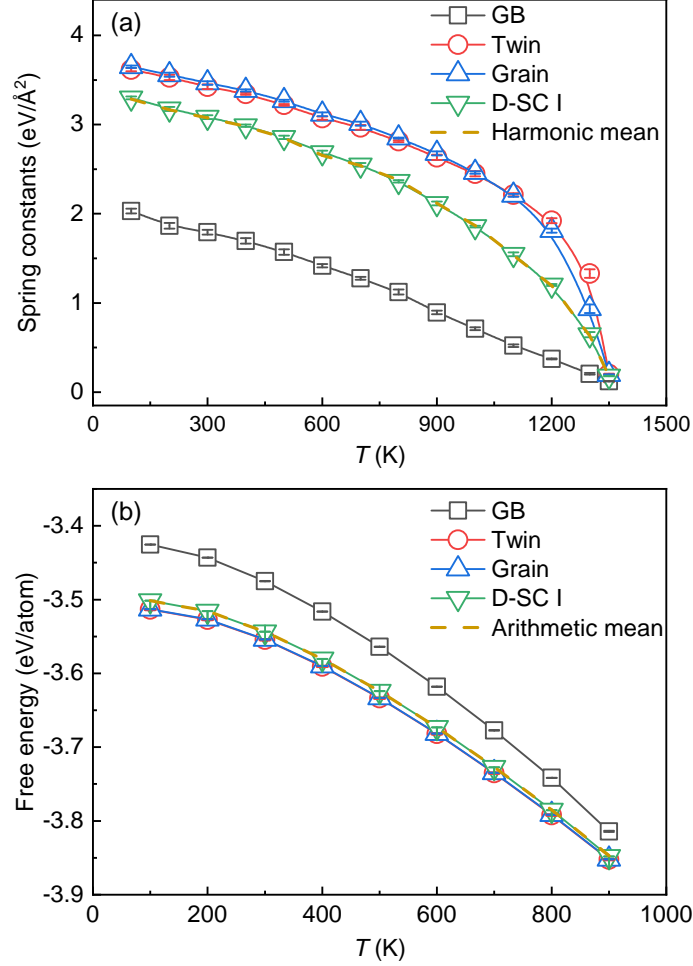 (a)
GB
Twin
Grain
D-SC I
Harmonic mean
Spring constants (eV/Å²)
4
3
2
1
0
0 300 600 900 1200 1500
T (K)
(b)
GB
Twin
Grain
D-SC I
Arithmetic mean
Free energy (eV/atom)
-3.4
-3.5
-3.6
-3.7
-3.8
-3.9
0 200 400 600 800 1000
T (K)